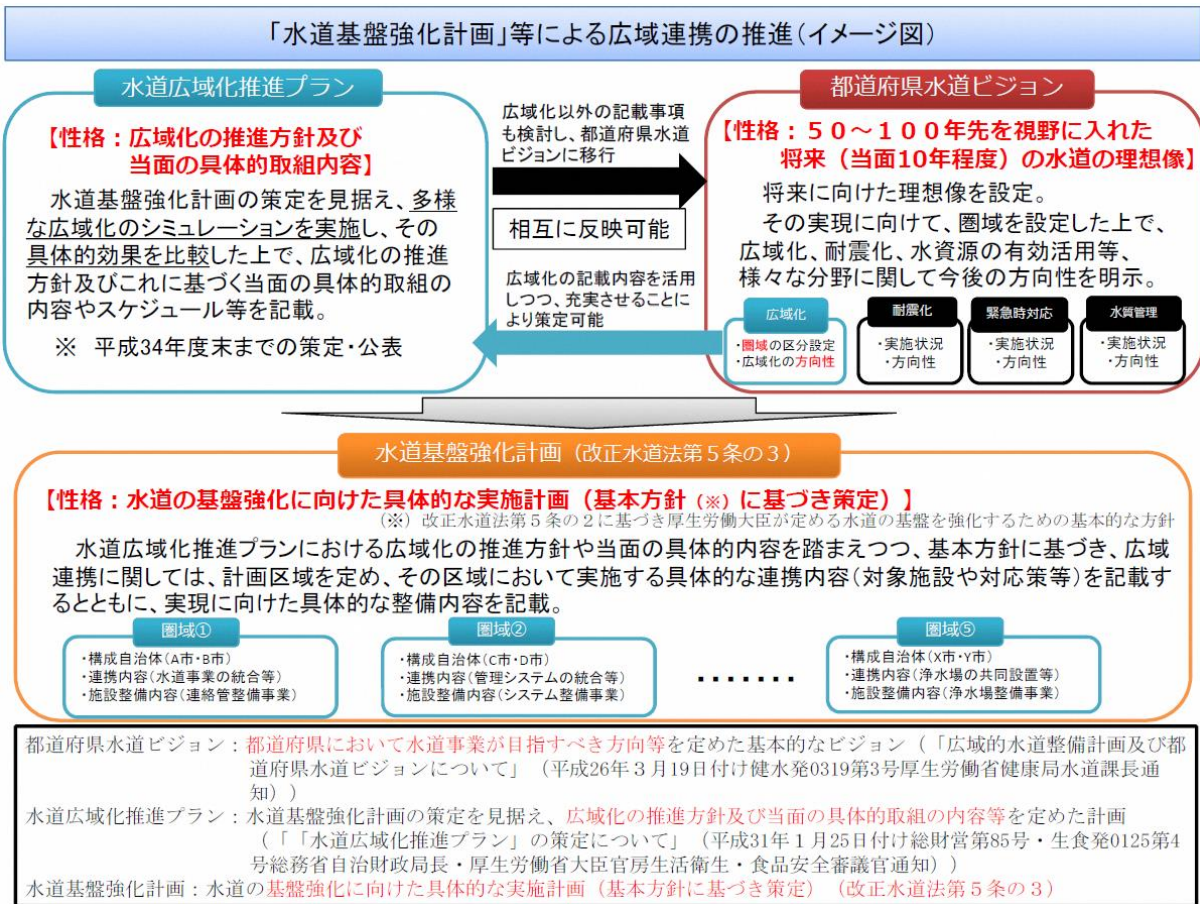 「水道基盤強化計画」等による広域連携の推進(イメージ図)
水道広域化推進プラン
【性格：広域化の推進方針及び
当面の具体的取組内容】
水道基盤強化計画の策定を見据え、多様
な広域化のシミュレーションを実施し、その
具体的効果を比較した上で、広域化の推進
方針及びこれに基づく当面の具体的取組の
内容やスケジュール等を記載。
※ 平成34年度末までの策定・公表
広域化以外の記載事項
も検討し、都道府県水道
ビジョンに移行
相互に反映可能
広域化の記載内容を活用
しつつ、充実させることに
より策定可能
都道府県水道ビジョン
【性格：５０～１００年先を視野に入れた
将来（当面10年程度）の水道の理想像】
将来に向けた理想像を設定。
その実現に向けて、圏域を設定した上で、
広域化、耐震化、水資源の有効活用等、
様々な分野に関して今後の方向性を明示。
広域化
・圏域の区分設定
・広域化の方向性
耐震化
・実施状況
・方向性
緊急時対応
・実施状況
・方向性
水質管理
・実施状況
・方向性
水道基盤強化計画（改正水道法第５条の３）
【性格：水道の基盤強化に向けた具体的な実施計画（基本方針（※）に基づき策定）】
（※）改正水道法第５条の２に基づき厚生労働大臣が定める水道の基盤を強化するための基本的な方針
水道広域化推進プランにおける広域化の推進方針や当面の具体的内容を踏まえつつ、基本方針に基づき、広域
連携に関しては、計画区域を定め、その区域において実施する具体的な連携内容(対象施設や対応策等)を記載す
るとともに、実現に向けた具体的な整備内容を記載。
圏域①
・構成自治体(A市・B市)
・連携内容(水道事業の統合等)
・施設整備内容(連絡管整備事業)
圏域②
・構成自治体(C市・D市)
・連携内容(管理システムの統合等)
・施設整備内容(システム整備事業)
・・・・・・・
圏域⑤
・構成自治体(X市・Y市)
・連携内容(浄水場の共同設置等)
・施設整備内容(浄水場整備事業)
都道府県水道ビジョン：都道府県において水道事業が目指すべき方向等を定めた基本的なビジョン（「広域的水道整備計画及び都
道府県水道ビジョンについて」（平成26年３月19日付け健水発0319第3号厚生労働省健康局水道課長通
知））
水道広域化推進プラン：水道基盤強化計画の策定を見据え、広域化の推進方針及び当面の具体的取組の内容等を定めた計画
（「「水道広域化推進プラン」の策定について」（平成31年１月25日付け総財営第85号・生食発0125第4
号総務省自治財政局長・厚生労働省大臣官房生活衛生・食品安全審議官通知））
水道基盤強化計画：水道の基盤強化に向けた具体的な実施計画（基本方針に基づき策定）（改正水道法第５条の３）